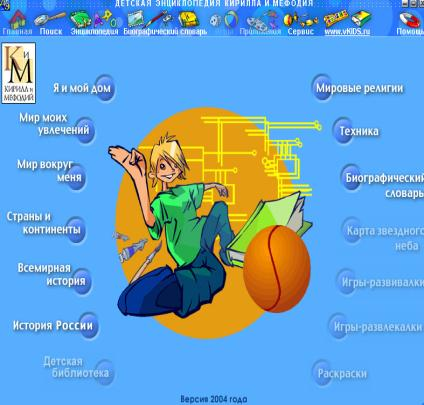 ДЕТСКАЯ ЭНЦИКЛОПЕДИЯ КИРИЛЛА И МЕФОДИЯ
Главная Поиск Энциклопедия Биографический словарь Игры Приложения Сервис www.vKIDS.ru Помощь
К и М
КИРИЛЛ и
МЕФОДИЙ
Я и мой дом
Мир моих
увлечений
Мир вокруг
меня
Страны и
континенты
Всемирная
история
История России
Детская
библиотека
Мировые религии
Техника
Биографический
словарь
Карта звездного
неба
Игры-развивалки
Игры-развлекалки
Раскраски
Версия 2004 года